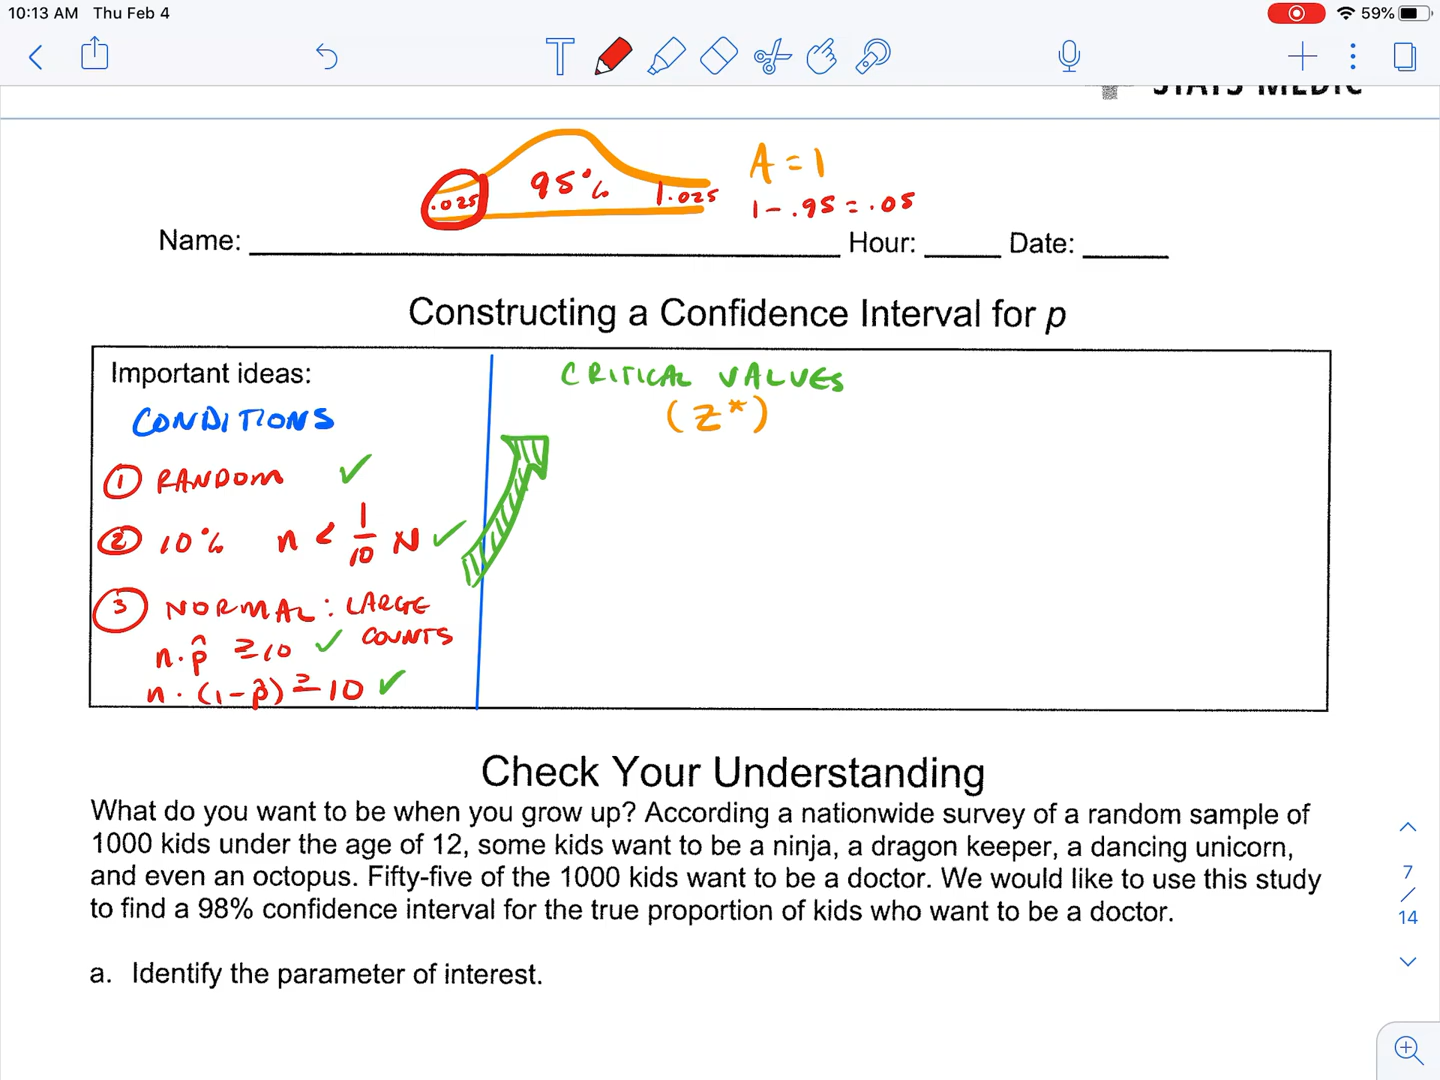 10:13 AM Thu Feb 4
59%
T
STATS MEDIC
.025 95% .025
A = 1
1 - .95 = .05
Name: Hour: Date:
Constructing a Confidence Interval for p
Important ideas:
CONDITIONS
① RANDOM ✓
② 10% n < 1/10 N ✓
③ NORMAL: LARGE
COUNTS
n · p̂ ≥ 10 ✓
n · (1 - p̂) ≥ 10 ✓
CRITICAL VALUES
(z*)
Check Your Understanding
What do you want to be when you grow up? According a nationwide survey of a random sample of
1000 kids under the age of 12, some kids want to be a ninja, a dragon keeper, a dancing unicorn,
and even an octopus. Fifty-five of the 1000 kids want to be a doctor. We would like to use this study
to find a 98% confidence interval for the true proportion of kids who want to be a doctor.
a. Identify the parameter of interest.
7
/
14